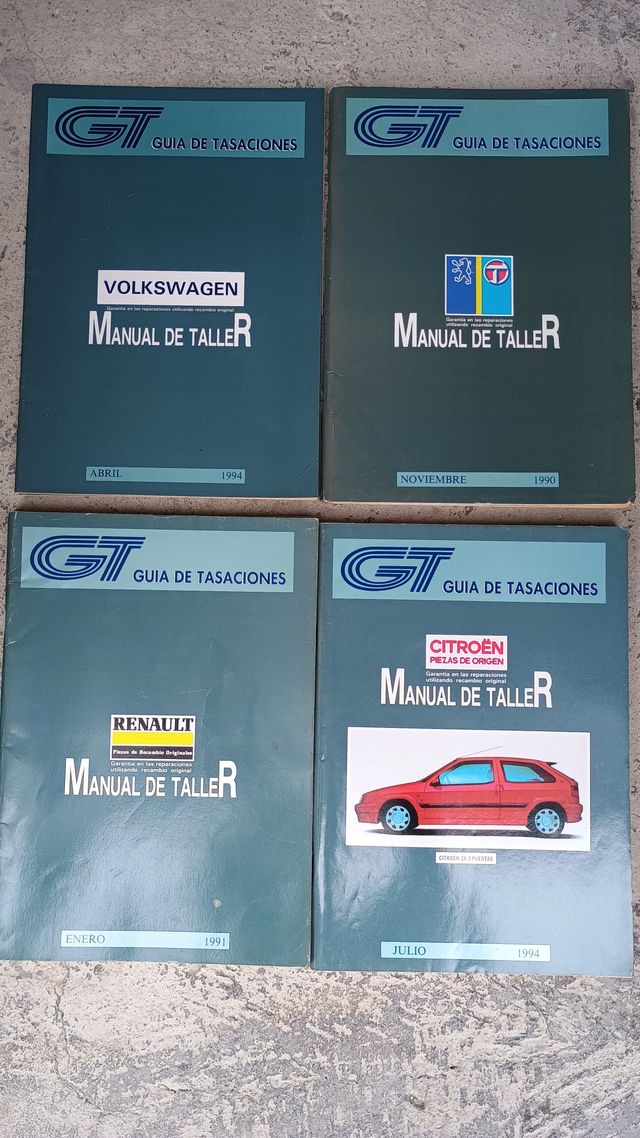 GT GUIA DE TASACIONES
VOLKSWAGEN
Garantía en las reparaciones utilizando recambio original
MANUAL DE TALLER
ABRIL 1994
GT GUIA DE TASACIONES
T
Garantía en las reparaciones
utilizando recambio original
MANUAL DE TALLER
NOVIEMBRE 1990
GT GUIA DE TASACIONES
RENAULT
Piezas de Recambio Originales
Garantía en las reparaciones
utilizando recambio original
MANUAL DE TALLER
ENERO 1991
GT GUIA DE TASACIONES
CITROËN
PIEZAS DE ORIGEN
Garantía en las reparaciones
utilizando recambio original
MANUAL DE TALLER
CITROEN ZX 3 PUERTAS
JULIO 1994